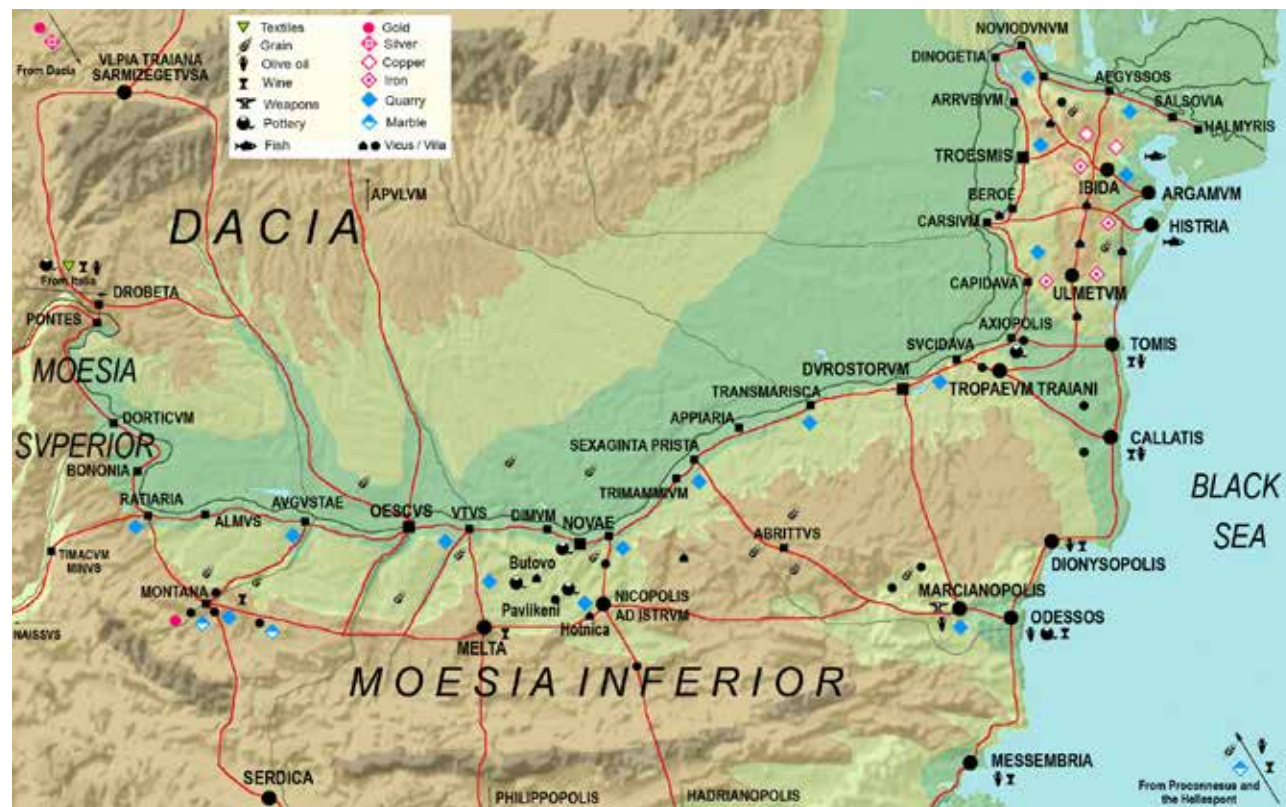 Textiles
Grain
Olive oil
Wine
Weapons
Pottery
Fish
Gold
Silver
Copper
Iron
Quarry
Marble
Vicus / Villa
From Dacia
VLPIA TRAIANA
SARMIZEGETVSA
APVLVM
DACIA
From Italia
DROBETA
PONTES
MOESIA
SVPERIOR
DORTICVM
BONONIA
RATIARIA
ALMVS
AVGVSTAE
OESCVS
VTVS
DIMVM
NOVAE
TIMACVM
MINVS
MONTANA
NAISSVS
Butovo
Pavlikeni
Hotnica
NICOPOLIS
AD ISTRVM
MELTA
MOESIA INFERIOR
SERDICA
PHILIPPOPOLIS
HADRIANOPOLIS
TRIMAMMIVM
SEXAGINTA PRISTA
APPIARIA
TRANSMARISCA
DVROSTORVM
SVCIDAVA
AXIOPOLIS
TROPAEVM TRAIANI
CAPIDAVA
VLMETVM
CARSIVM
BEROE
TROESMIS
ARRVBIVM
DINOGETIA
NOVIODVNVM
AEGYSSOS
SALSOVIA
HALMYRIS
IBIDA
ARGAMVM
HISTRIA
TOMIS
CALLATIS
BLACK
SEA
DIONYSOPOLIS
ABRITTVS
MARCIANOPOLIS
ODESSOS
MESSEMBRIA
From Proconnesus and
the Hellespont